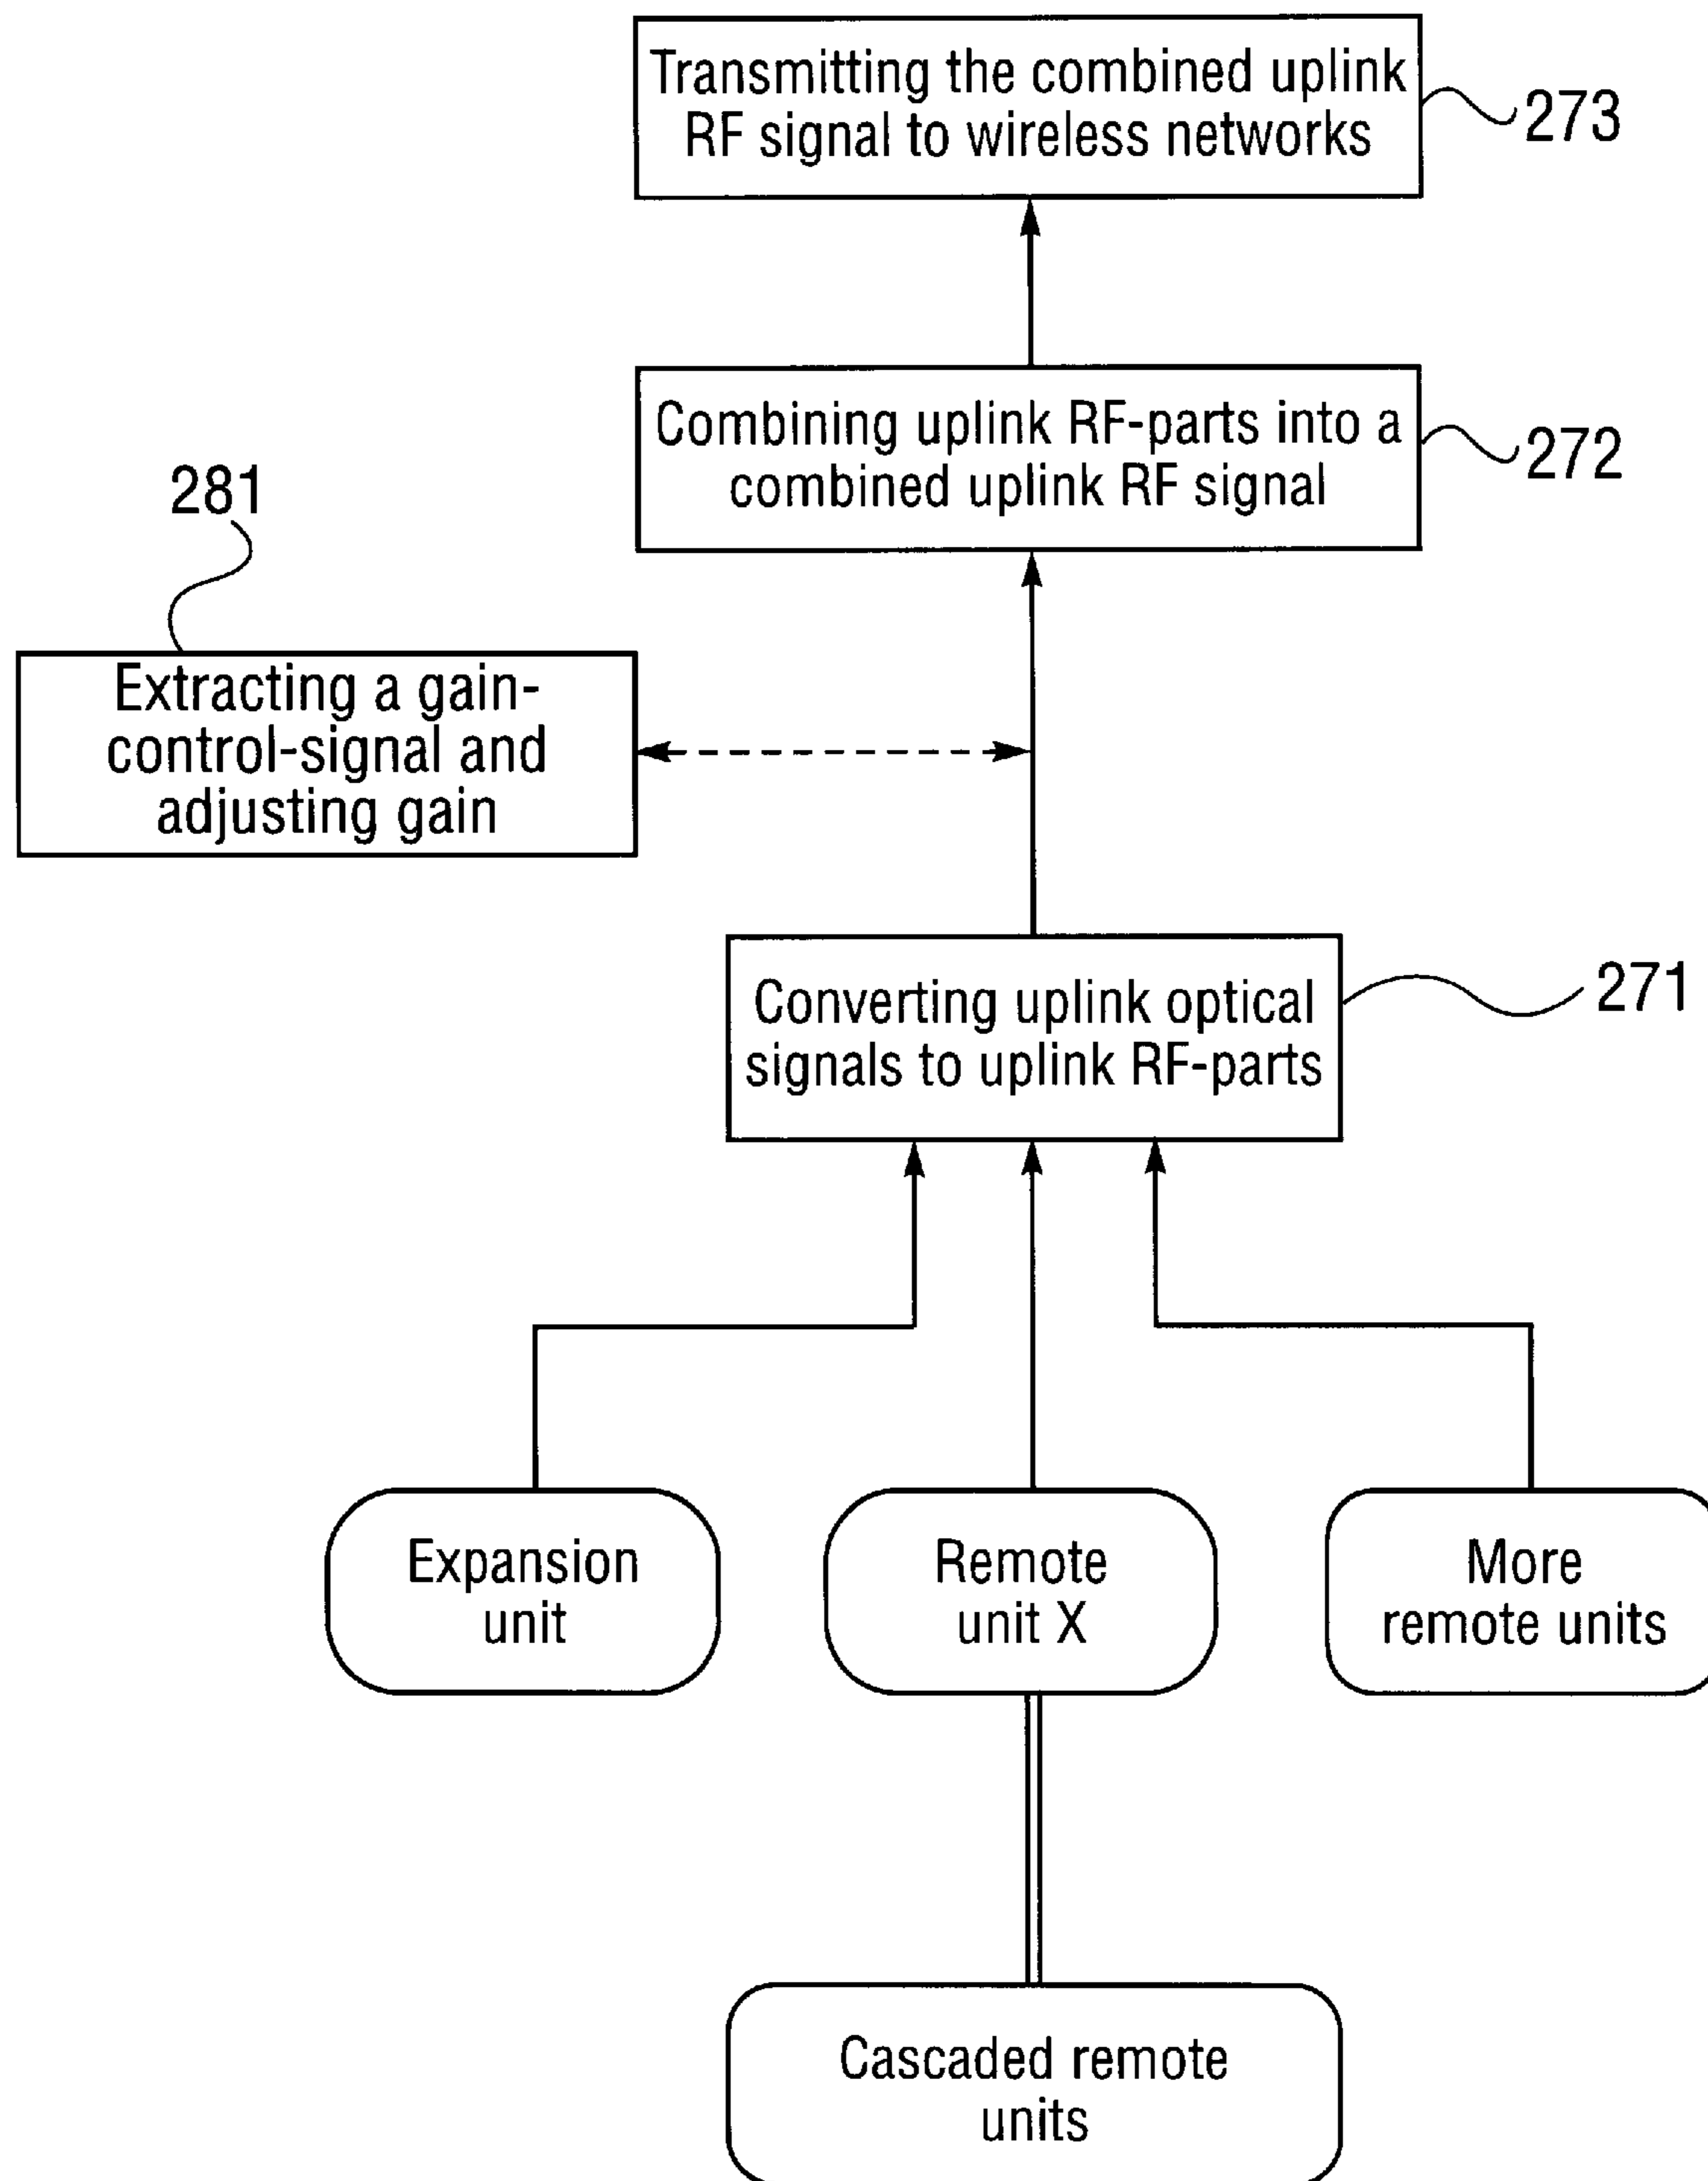 Transmitting the combined uplink
RF signal to wireless networks
273
Combining uplink RF-parts into a
combined uplink RF signal
272
281
Extracting a gain-
control-signal and
adjusting gain
Converting uplink optical
signals to uplink RF-parts
271
Expansion
unit
Remote
unit X
More
remote units
Cascaded remote
units